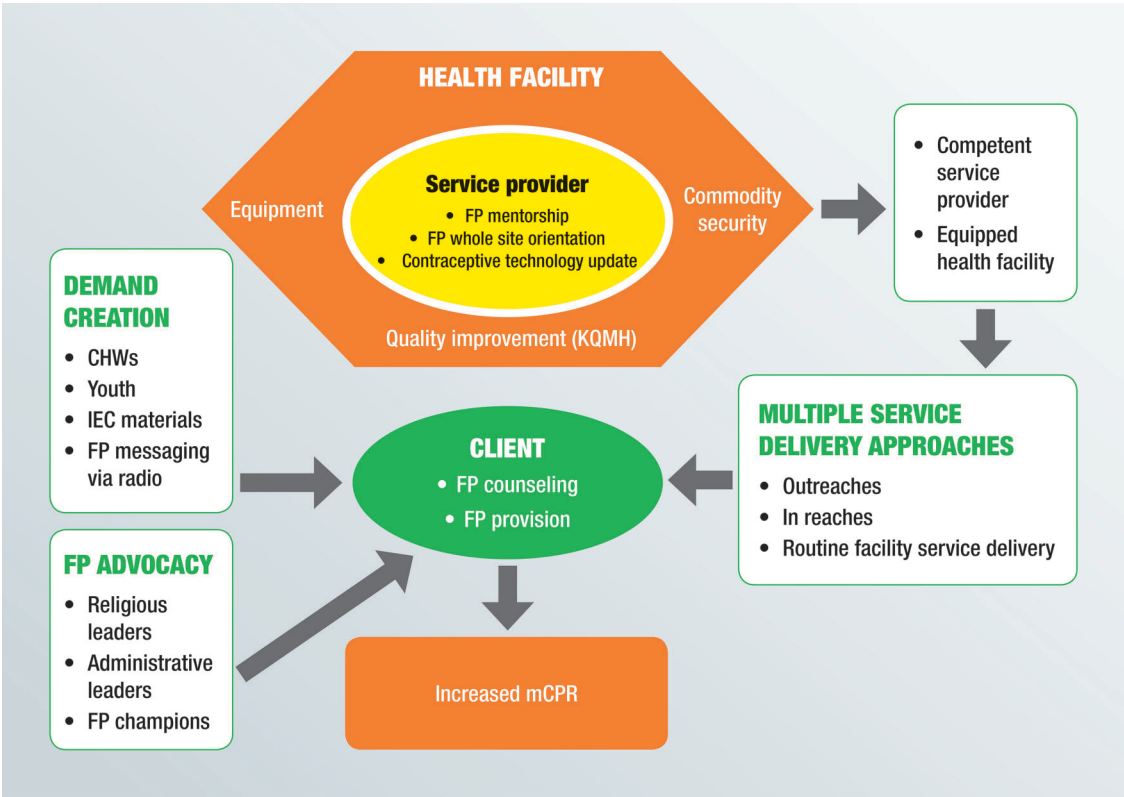 HEALTH FACILITY
Equipment
Service provider
• FP mentorship
• FP whole site orientation
• Contraceptive technology update
Commodity
security
Quality improvement (KQMH)
• Competent
service
provider
• Equipped
health facility
DEMAND
CREATION
• CHWs
• Youth
• IEC materials
• FP messaging
via radio
CLIENT
• FP counseling
• FP provision
MULTIPLE SERVICE
DELIVERY APPROACHES
• Outreaches
• In reaches
• Routine facility service delivery
FP ADVOCACY
• Religious
leaders
• Administrative
leaders
• FP champions
Increased mCPR